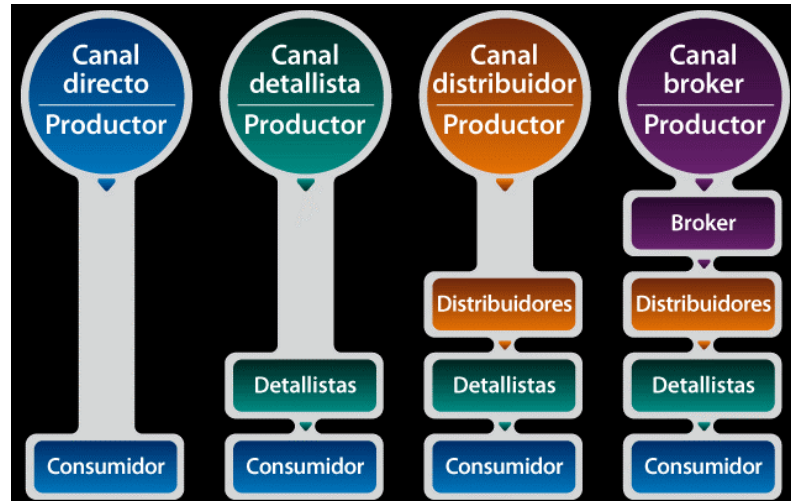 Canal
directo
Productor
Canal
detallista
Productor
Canal
distribuidor
Productor
Canal
broker
Productor
Broker
Distribuidores
Distribuidores
Detallistas
Detallistas
Detallistas
Consumidor
Consumidor
Consumidor
Consumidor